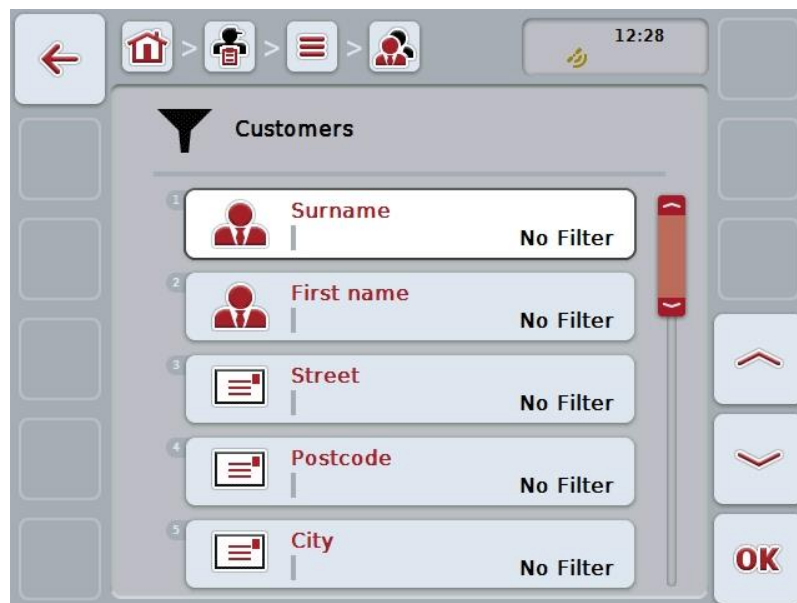 12:28
Customers
1
Surname
No Filter
2
First name
No Filter
3
Street
No Filter
4
Postcode
No Filter
5
City
No Filter
OK